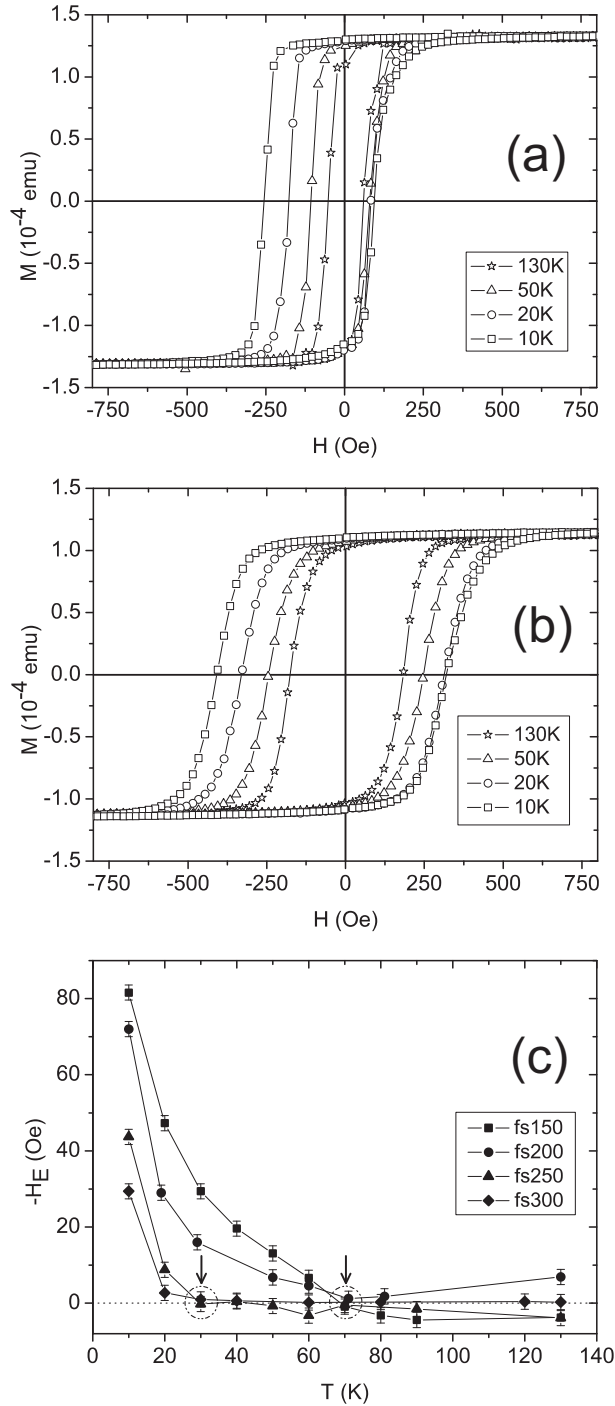 1.5
1.0
0.5
0.0
-0.5
-1.0
-1.5
M (10⁻⁴ emu)
(a)
130K
50K
20K
10K
-750 -500 -250 0 250 500 750
H (Oe)
1.5
1.0
0.5
0.0
-0.5
-1.0
-1.5
M (10⁻⁴ emu)
(b)
130K
50K
20K
10K
-750 -500 -250 0 250 500 750
H (Oe)
80
60
40
20
0
-H_E (Oe)
(c)
fs150
fs200
fs250
fs300
0 20 40 60 80 100 120 140
T (K)